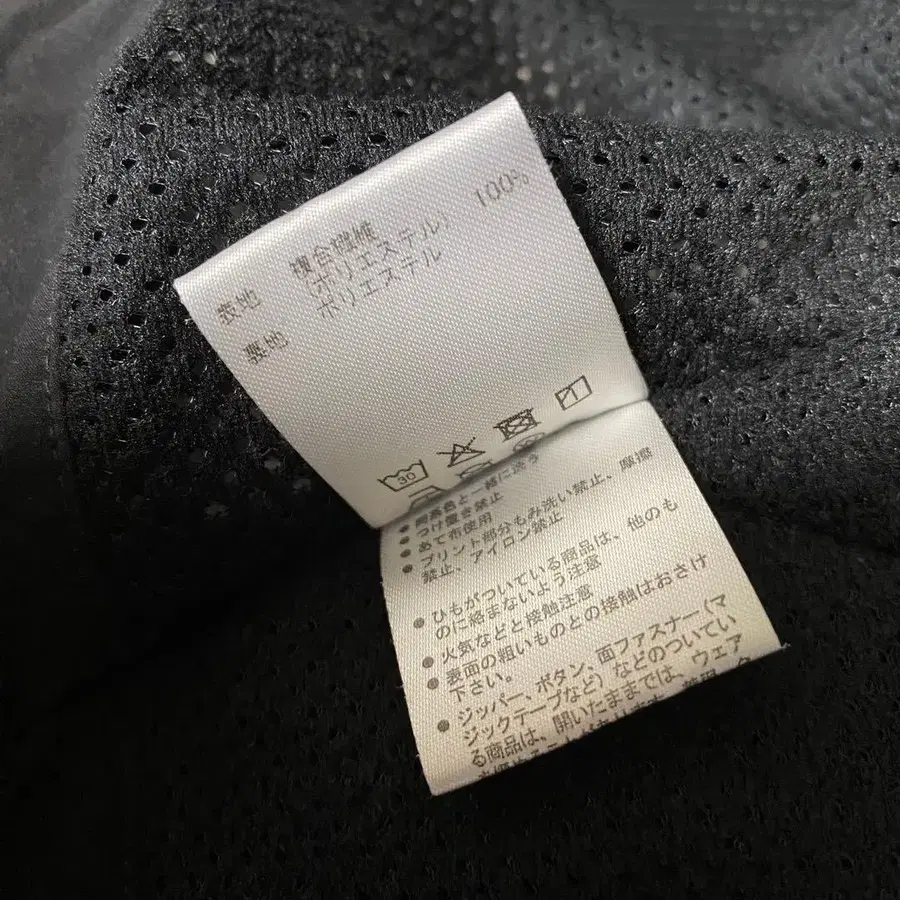 表地 複合繊維
(ポリエステル) 100%
裏地 ポリエステル
30
● 同系色と一緒に洗う
● つけ置き禁止
● あて布使用
● プリント部分もみ洗い禁止、摩擦
禁止、アイロン禁止
● ひもがついている商品は、他のも
のに絡まないよう注意
● 火気などと接触注意
● 表面の粗いものとの接触はおさけ
下さい。
● ジッパー、ボタン、面ファスナー(マ
ジックテープなど)などのついてい
る商品は、開いたままでは、ウェア